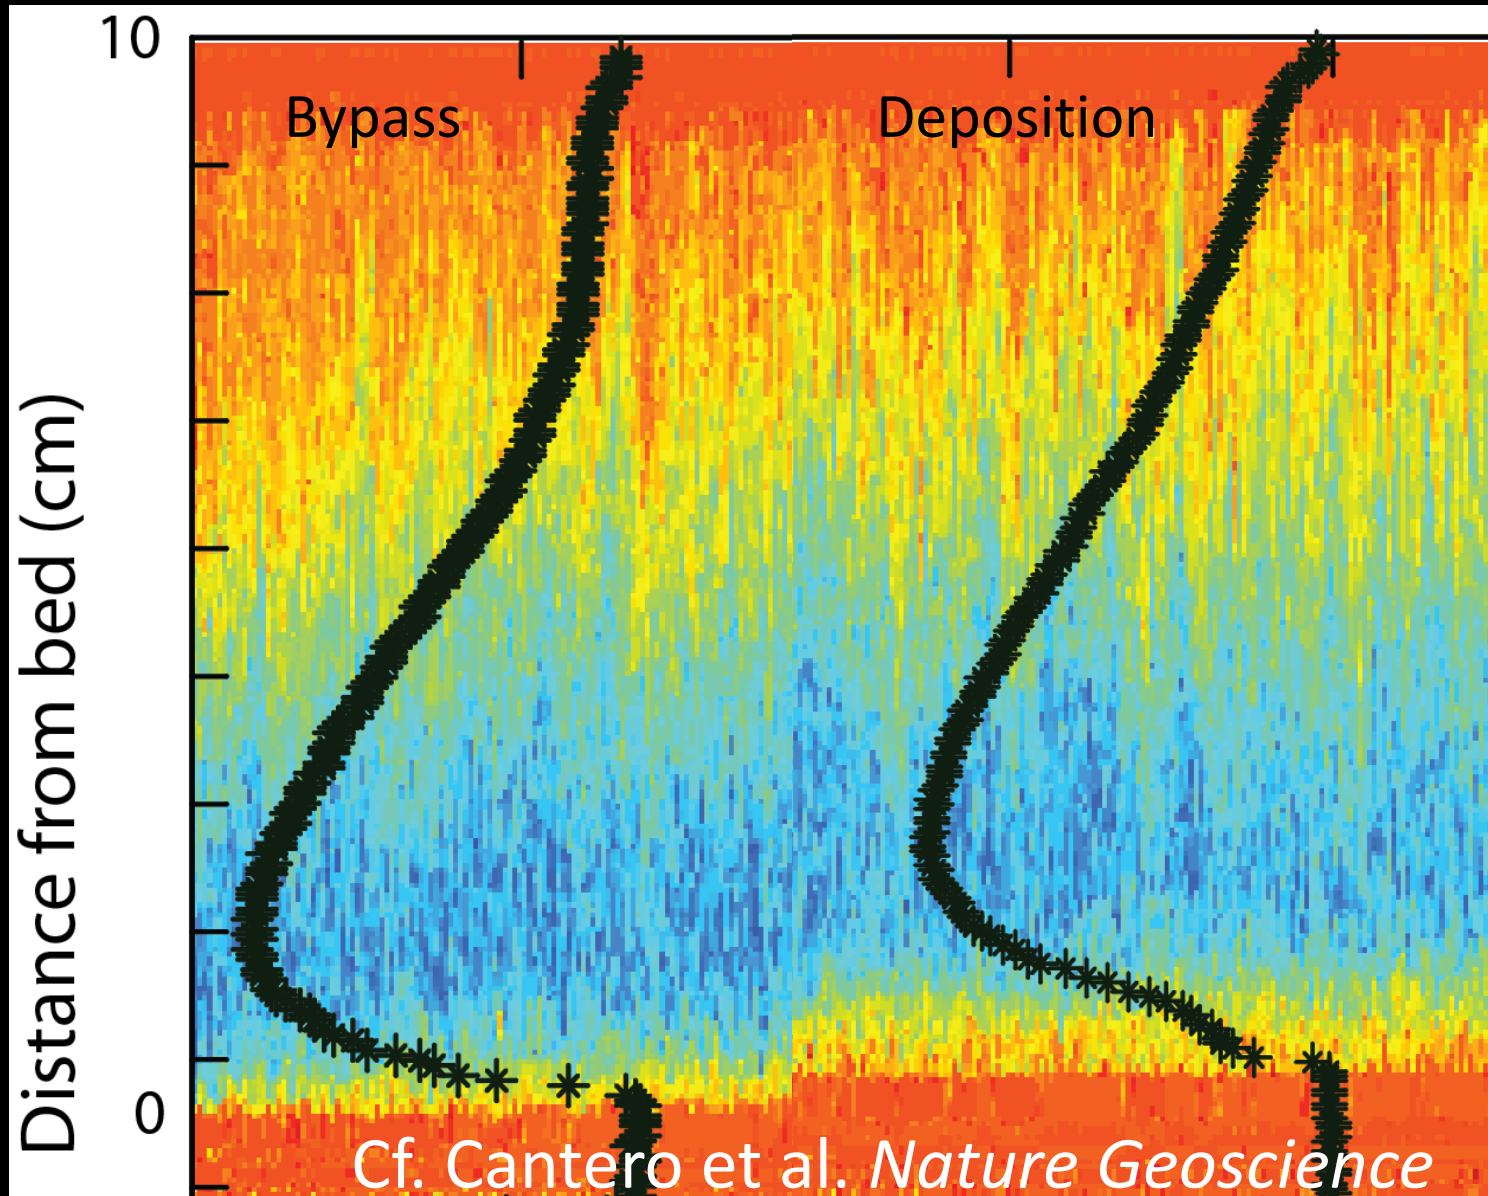 10
Bypass
Deposition
Distance from bed (cm)
0
Cf. Cantero et al. Nature Geoscience